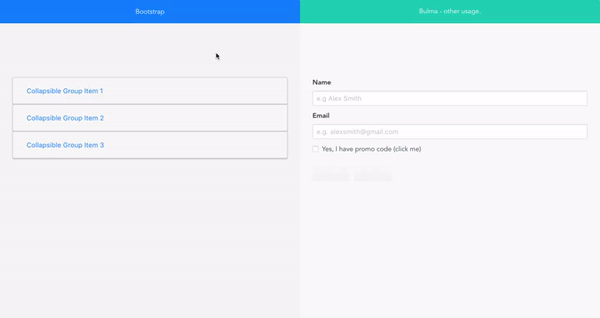 Bootstrap
Collapsible Group Item 1
Collapsible Group Item 2
Collapsible Group Item 3
Bulma - other usage.
Name
e.g Alex Smith
Email
e.g. alexsmith@gmail.com
Yes, I have promo code (click me)